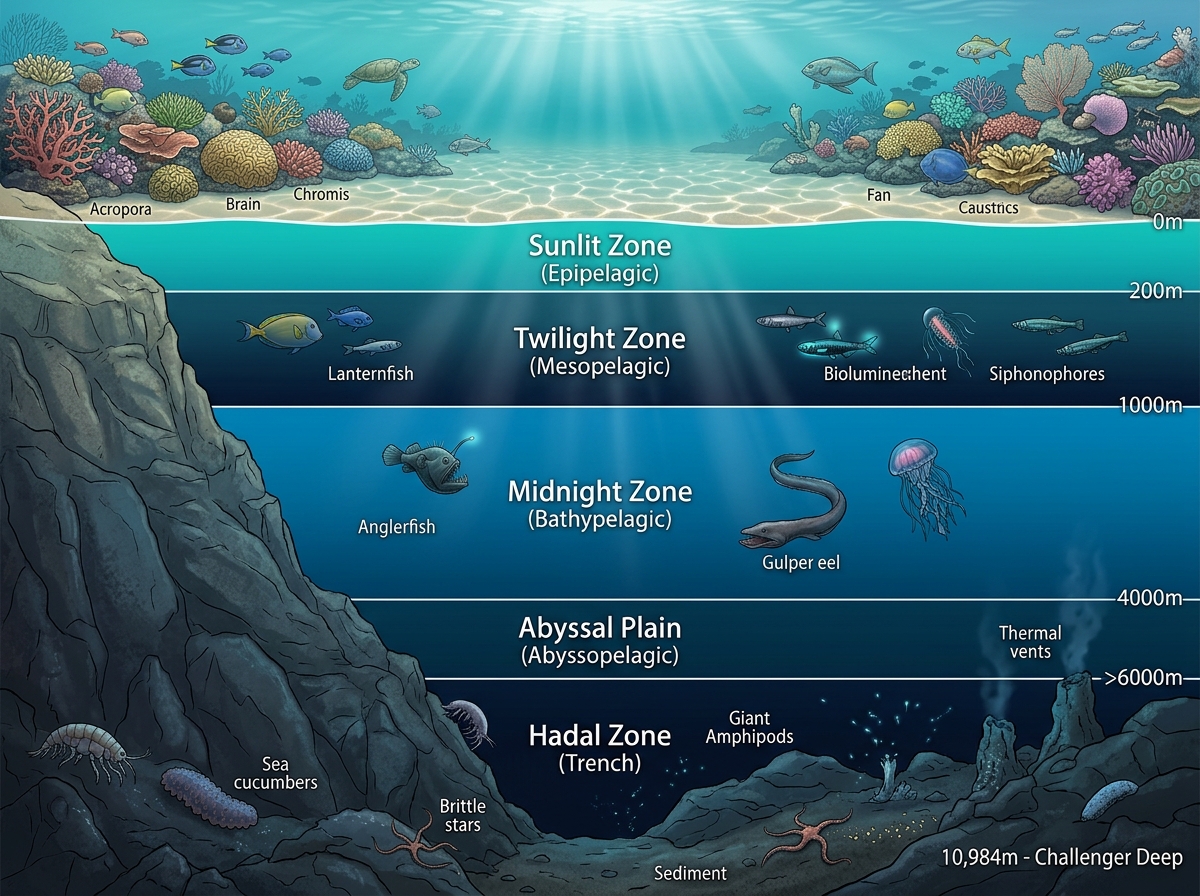 Acropora
Brain
Chromis
Fan
Caustics
0m
Sunlit Zone
(Epipelagic)
200m
Twilight Zone
(Mesopelagic)
Lanternfish
Siphonophores
1000m
Midnight Zone
(Bathypelagic)
Anglerfish
Gulper eel
4000m
Abyssal Plain
(Abyssopelagic)
Thermal
vents
>6000m
Hadal Zone
(Trench)
Giant
Amphipods
Sea
cucumbers
Brittle
stars
Sediment
10,984m - Challenger Deep